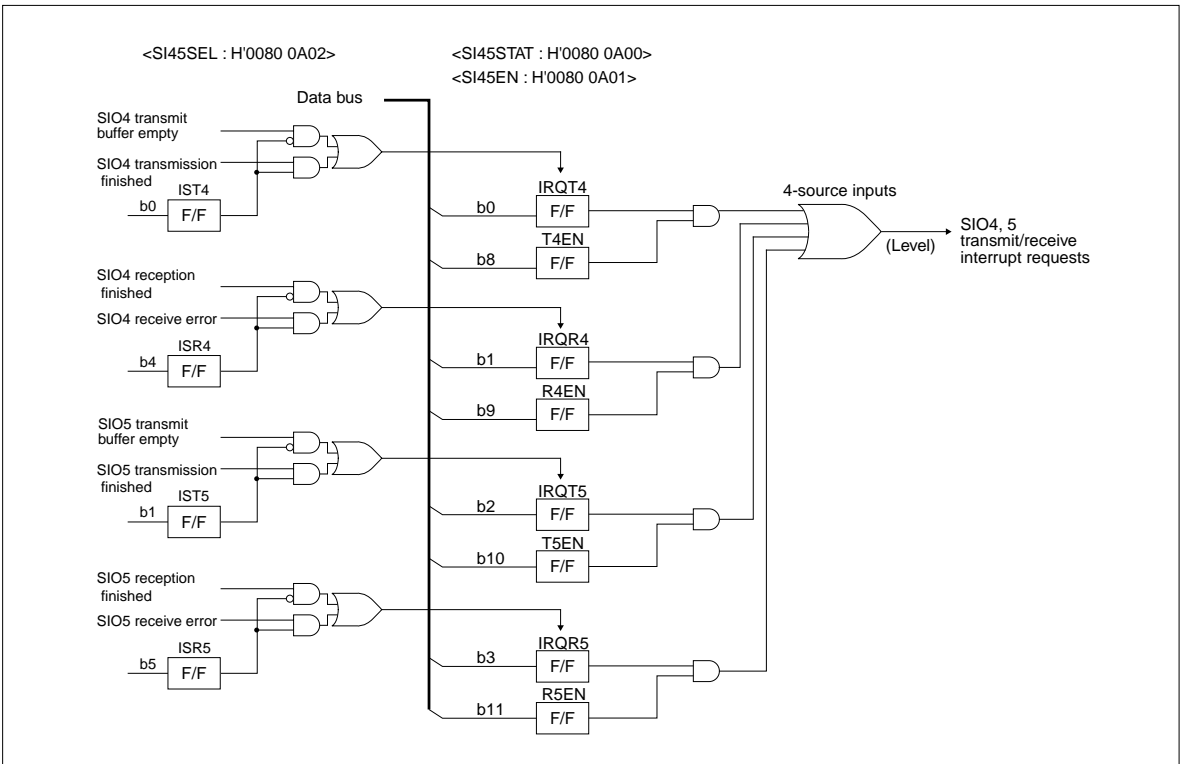 <SI45SEL : H'0080 0A02>
<SI45STAT : H'0080 0A00>
<SI45EN : H'0080 0A01>
Data bus
SIO4 transmit
buffer empty
SIO4 transmission
finished
IST4
b0
F/F
IRQT4
b0
F/F
T4EN
b8
F/F
4-source inputs
(Level)
SIO4, 5
transmit/receive
interrupt requests
SIO4 reception
finished
SIO4 receive error
ISR4
b4
F/F
IRQR4
b1
F/F
R4EN
b9
F/F
SIO5 transmit
buffer empty
SIO5 transmission
finished
IST5
b1
F/F
IRQT5
b2
F/F
T5EN
b10
F/F
SIO5 reception
finished
SIO5 receive error
ISR5
b5
F/F
IRQR5
b3
F/F
R5EN
b11
F/F